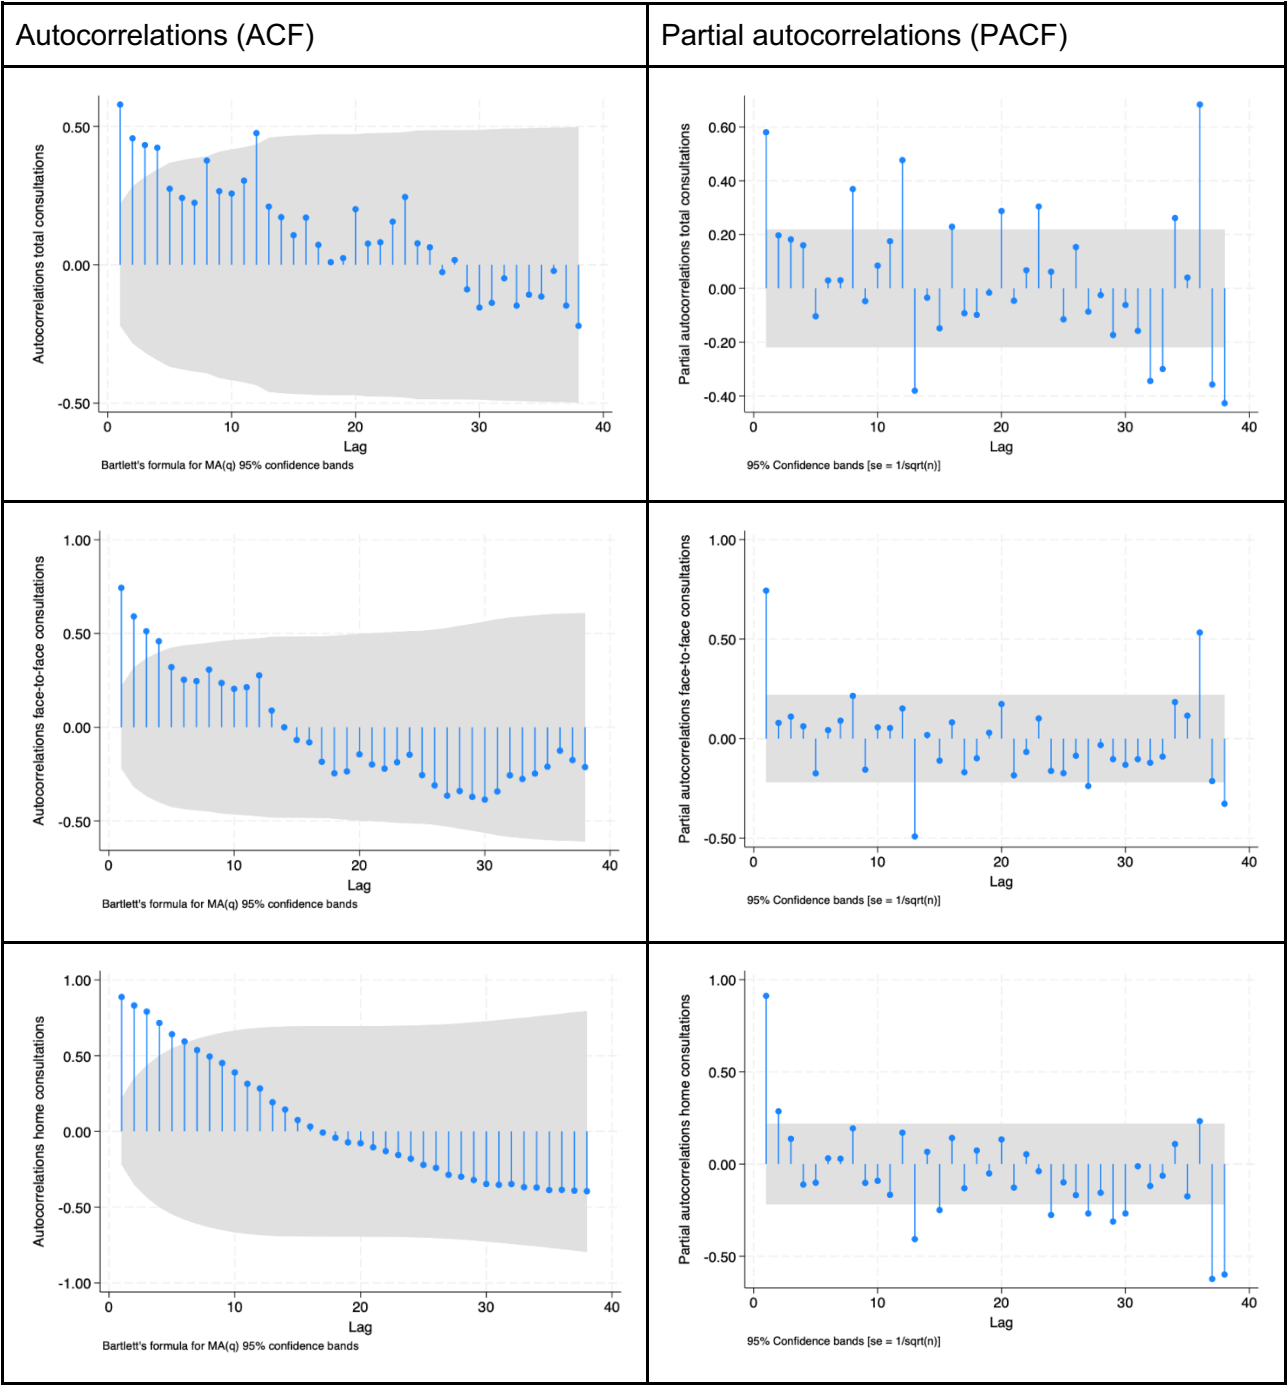 Autocorrelations (ACF)
Partial autocorrelations (PACF)
Autocorrelations total consultations
0.50
0.00
-0.50
0
10
20
30
40
Lag
Bartlett's formula for MA(q) 95% confidence bands
Partial autocorrelations total consultations
0.60
0.40
0.20
0.00
-0.20
-0.40
0
10
20
30
40
Lag
95% Confidence bands [se = 1/sqrt(n)]
Autocorrelations face-to-face consultations
1.00
0.50
0.00
-0.50
0
10
20
30
40
Lag
Bartlett's formula for MA(q) 95% confidence bands
Partial autocorrelations face-to-face consultations
1.00
0.50
0.00
-0.50
0
10
20
30
40
Lag
95% Confidence bands [se = 1/sqrt(n)]
Autocorrelations home consultations
1.00
0.50
0.00
-0.50
-1.00
0
10
20
30
40
Lag
Bartlett's formula for MA(q) 95% confidence bands
Partial autocorrelations home consultations
1.00
0.50
0.00
-0.50
0
10
20
30
40
Lag
95% Confidence bands [se = 1/sqrt(n)]